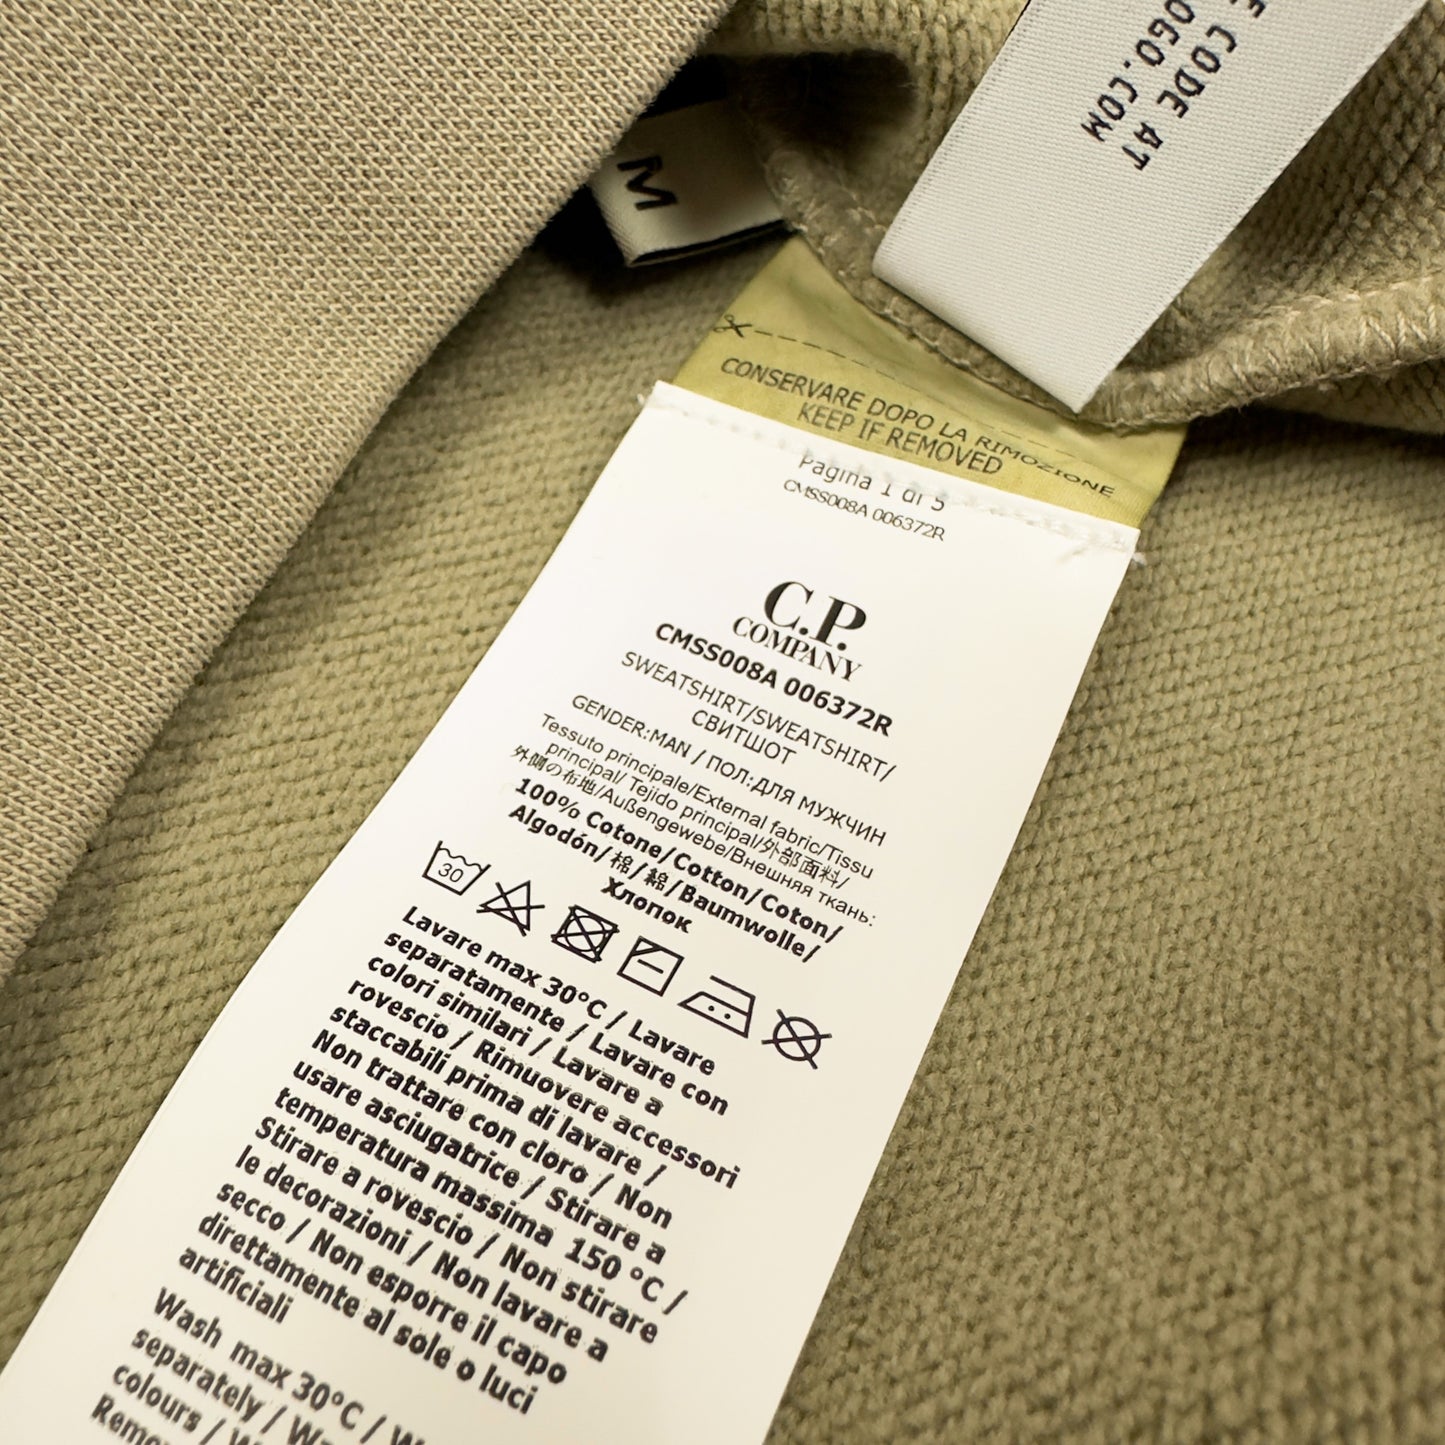 E CODE AT
OGO.COM
M
CONSERVARE DOPO LA RIMOZIONE
KEEP IF REMOVED
Pagina 1 di 5
CMSS008A 006372R
C.P.
COMPANY
CMSS008A 006372R
SWEATSHIRT/SWEATSHIRT/
СВИТШОТ
GENDER:MAN / ПОЛ:ДЛЯ МУЖЧИН
Tessuto principale/External fabric/Tissu
principal/ Tejido principal/外部面料/
外側の布地/Außengewebe/Внешняя ткань:
100% Cotone/Cotton/Coton/
Algodón/棉/綿/Baumwolle/
Хлопок
30
Lavare max 30°C / Lavare
separatamente / Lavare con
colori similari / Lavare a
rovescio / Rimuovere accessori
staccabili prima di lavare /
Non trattare con cloro / Non
usare asciugatrice / Stirare a
temperatura massima 150 °C /
Stirare a rovescio / Non stirare
le decorazioni / Non lavare a
secco / Non esporre il capo
direttamente al sole o luci
artificiali
Wash max 30°C / W
separately / Wa
colours / W
Remo